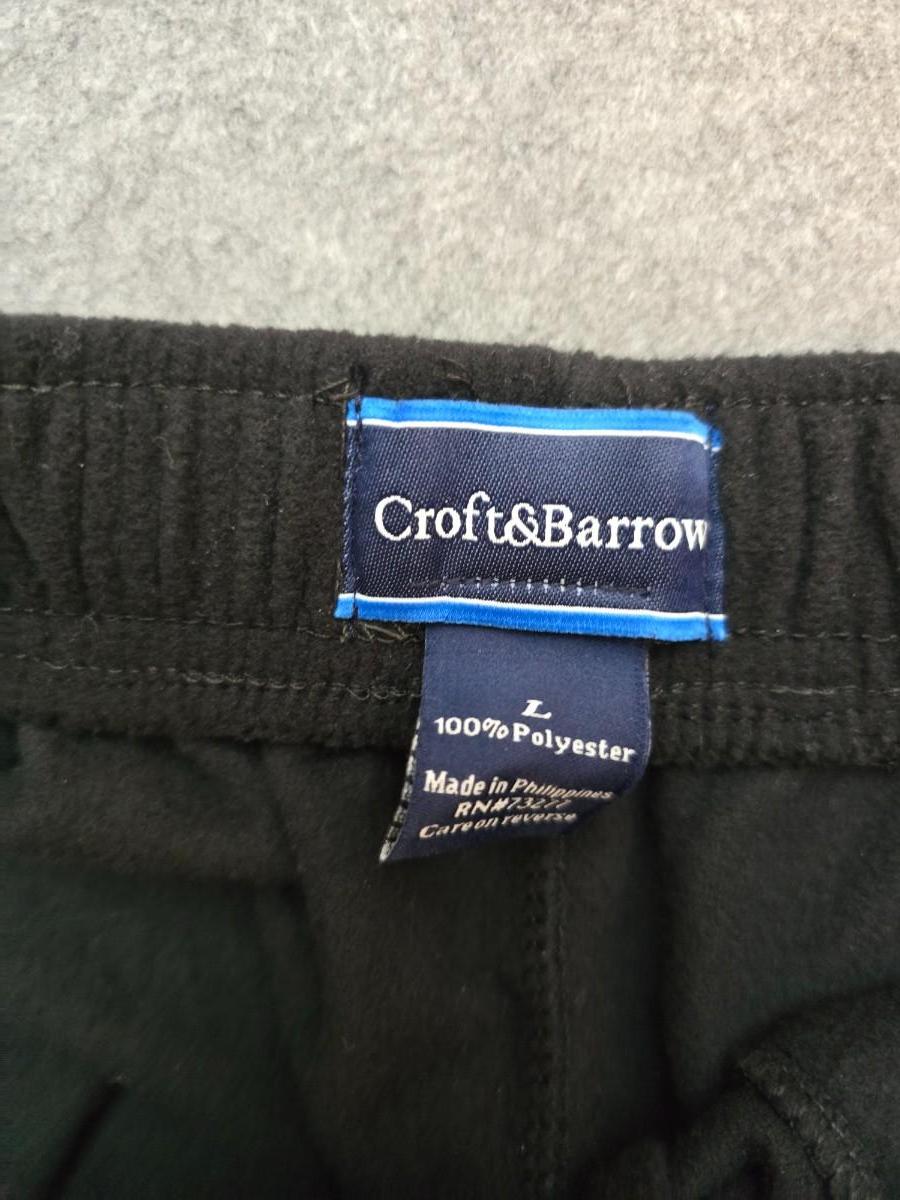 Croft&Barrow
L
100% Polyester
Made in Philippines
RN#73277
Care on reverse